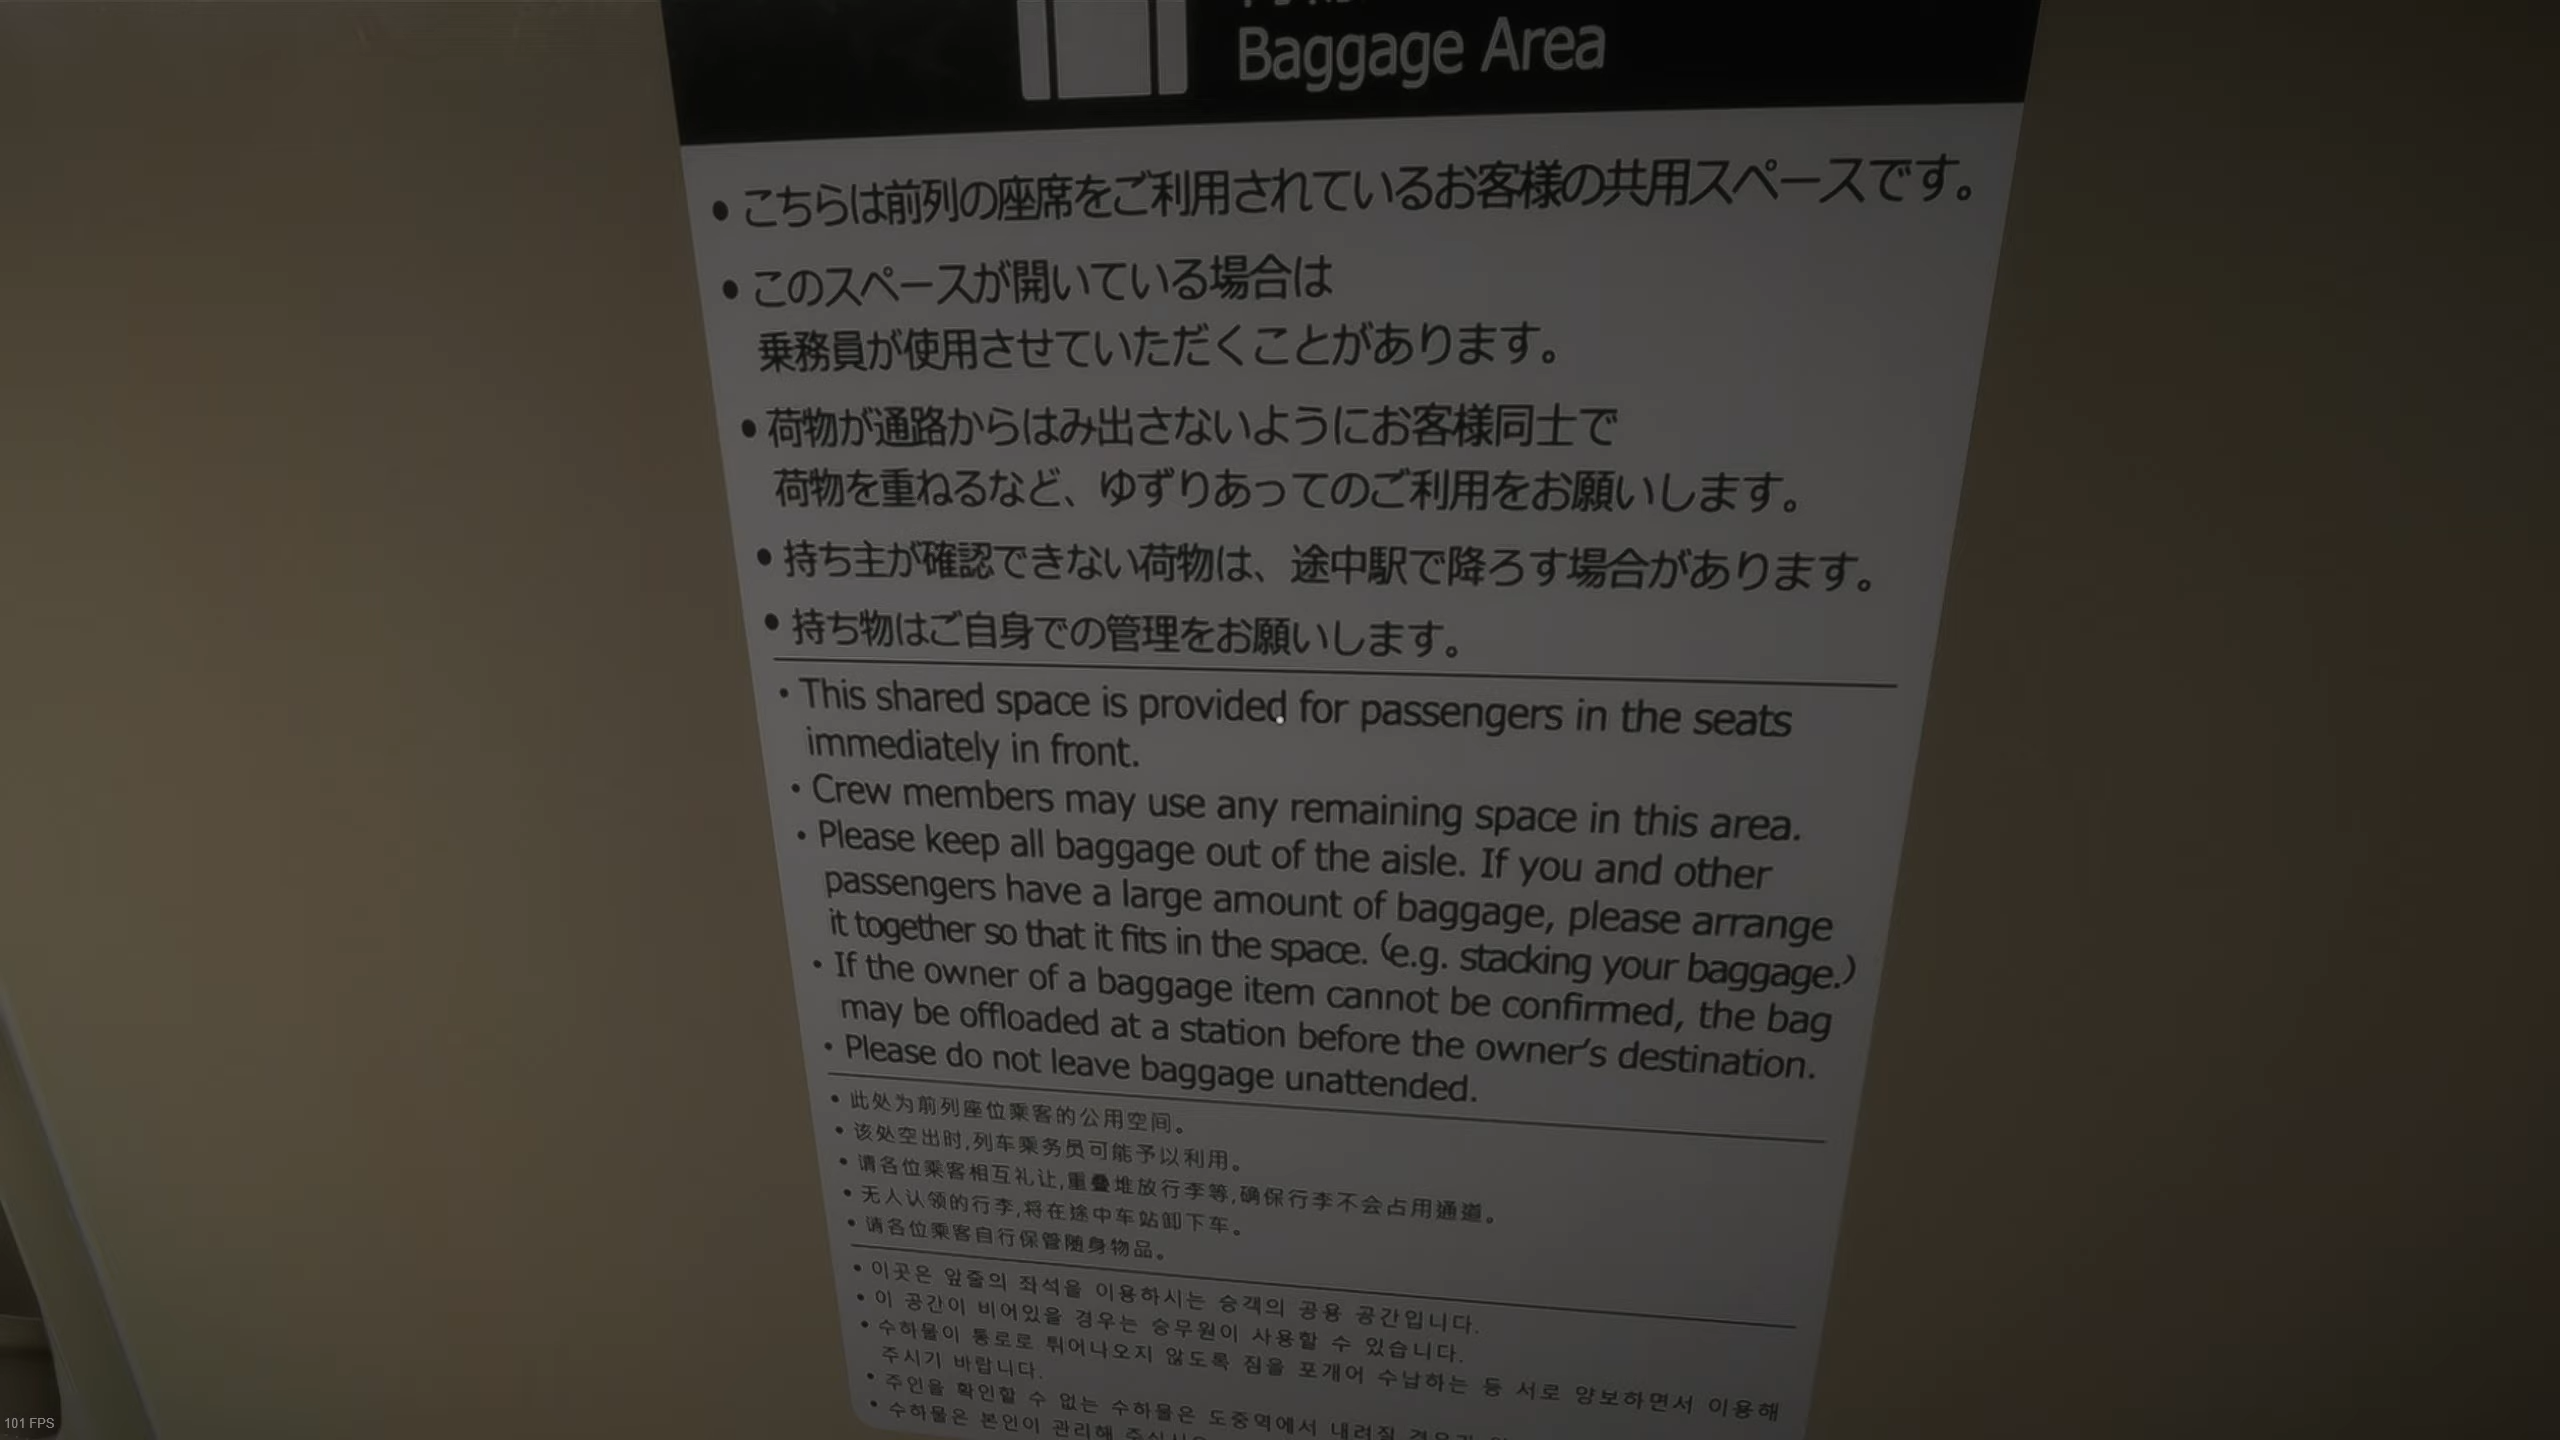 Baggage Area
• こちらは前列の座席をご利用されているお客様の共用スペースです。
• このスペースが開いている場合は
乗務員が使用させていただくことがあります。
• 荷物が通路からはみ出さないようにお客様同士で
荷物を重ねるなど、ゆずりあってのご利用をお願いします。
• 持ち主が確認できない荷物は、途中駅で降ろす場合があります。
• 持ち物はご自身での管理をお願いします。
• This shared space is provided for passengers in the seats
immediately in front.
• Crew members may use any remaining space in this area.
• Please keep all baggage out of the aisle. If you and other
passengers have a large amount of baggage, please arrange
it together so that it fits in the space. (e.g. stacking your baggage.)
• If the owner of a baggage item cannot be confirmed, the bag
may be offloaded at a station before the owner's destination.
• Please do not leave baggage unattended.
• 此处为前列座位乘客的公用空间。
• 该处空出时,列车乘务员可能予以利用。
• 请各位乘客相互礼让,重叠堆放行李等,确保行李不会占用通道。
• 无人认领的行李,将在途中车站卸下车。
• 请各位乘客自行保管随身物品。
• 이곳은 앞줄의 좌석을 이용하시는 승객의 공용 공간입니다.
• 이 공간이 비어있을 경우는 승무원이 사용할 수 있습니다.
• 수하물이 통로로 튀어나오지 않도록 짐을 포개어 수납하는 등 서로 양보하면서 이용해
주시기 바랍니다.
• 주인을 확인할 수 없는 수하물은 도중역에서 내려질
• 수하물은 본인이 관리해
101 FPS